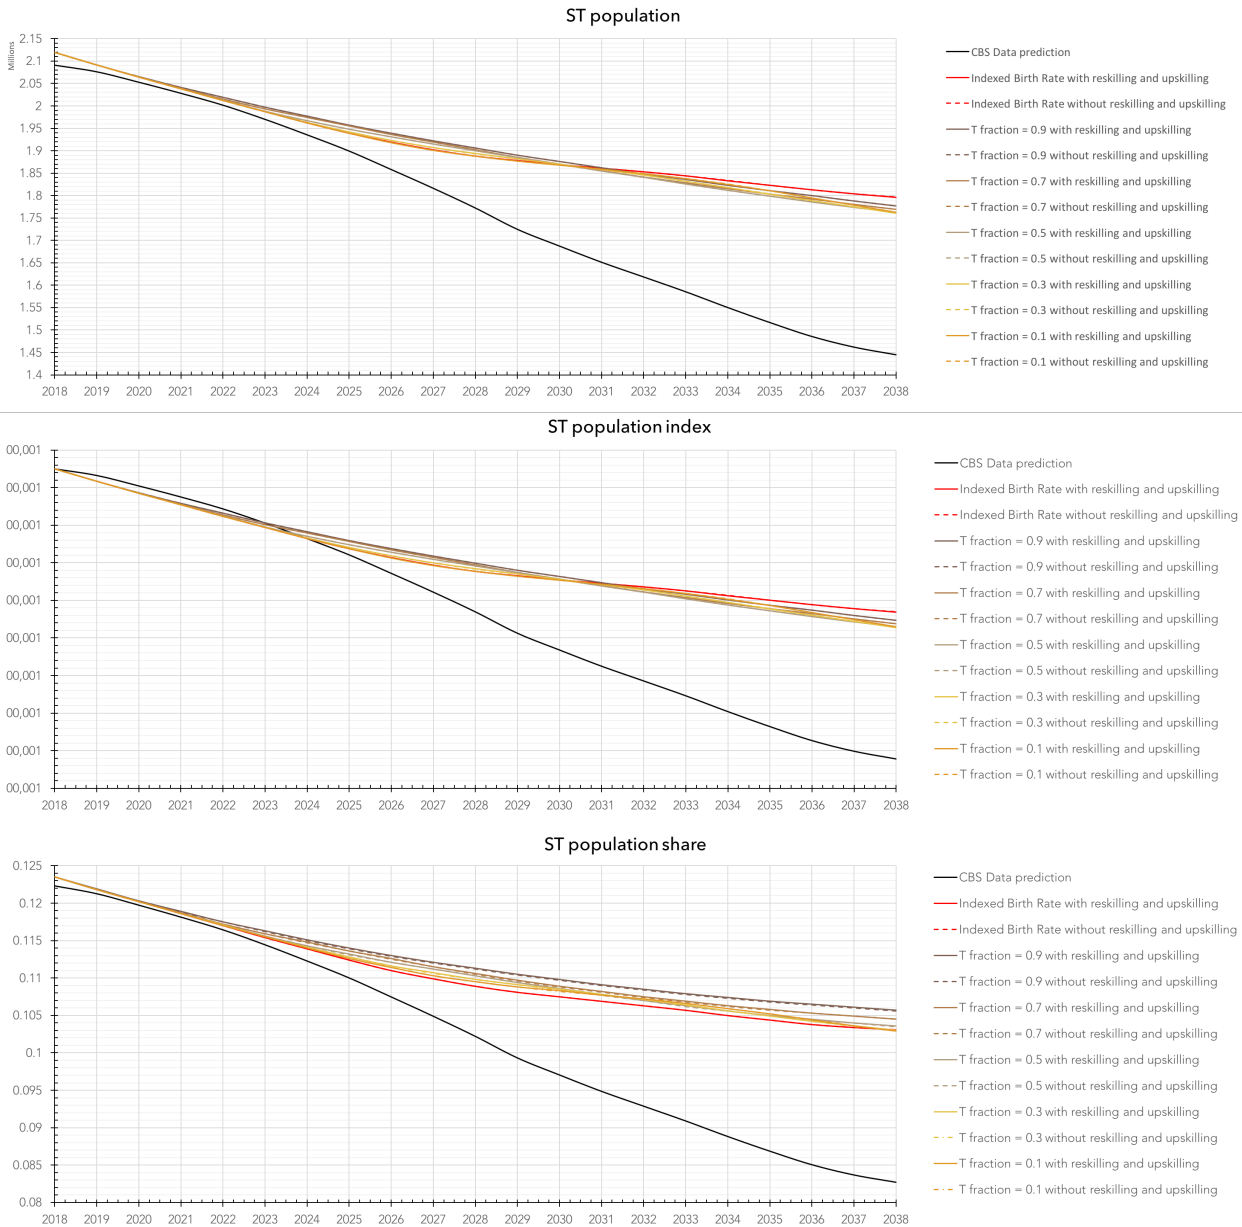 ST population
Millions
2.15
2.1
2.05
2
1.95
1.9
1.85
1.8
1.75
1.7
1.65
1.6
1.55
1.5
1.45
1.4
2018 2019 2020 2021 2022 2023 2024 2025 2026 2027 2028 2029 2030 2031 2032 2033 2034 2035 2036 2037 2038
CBS Data prediction
Indexed Birth Rate with reskilling and upskilling
Indexed Birth Rate without reskilling and upskilling
T fraction = 0.9 with reskilling and upskilling
T fraction = 0.9 without reskilling and upskilling
T fraction = 0.7 with reskilling and upskilling
T fraction = 0.7 without reskilling and upskilling
T fraction = 0.5 with reskilling and upskilling
T fraction = 0.5 without reskilling and upskilling
T fraction = 0.3 with reskilling and upskilling
T fraction = 0.3 without reskilling and upskilling
T fraction = 0.1 with reskilling and upskilling
T fraction = 0.1 without reskilling and upskilling
ST population index
00,001
00,001
00,001
00,001
00,001
00,001
00,001
00,001
00,001
00,001
2018 2019 2020 2021 2022 2023 2024 2025 2026 2027 2028 2029 2030 2031 2032 2033 2034 2035 2036 2037 2038
CBS Data prediction
Indexed Birth Rate with reskilling and upskilling
Indexed Birth Rate without reskilling and upskilling
T fraction = 0.9 with reskilling and upskilling
T fraction = 0.9 without reskilling and upskilling
T fraction = 0.7 with reskilling and upskilling
T fraction = 0.7 without reskilling and upskilling
T fraction = 0.5 with reskilling and upskilling
T fraction = 0.5 without reskilling and upskilling
T fraction = 0.3 with reskilling and upskilling
T fraction = 0.3 without reskilling and upskilling
T fraction = 0.1 with reskilling and upskilling
T fraction = 0.1 without reskilling and upskilling
ST population share
0.125
0.12
0.115
0.11
0.105
0.1
0.095
0.09
0.085
0.08
2018 2019 2020 2021 2022 2023 2024 2025 2026 2027 2028 2029 2030 2031 2032 2033 2034 2035 2036 2037 2038
CBS Data prediction
Indexed Birth Rate with reskilling and upskilling
Indexed Birth Rate without reskilling and upskilling
T fraction = 0.9 with reskilling and upskilling
T fraction = 0.9 without reskilling and upskilling
T fraction = 0.7 with reskilling and upskilling
T fraction = 0.7 without reskilling and upskilling
T fraction = 0.5 with reskilling and upskilling
T fraction = 0.5 without reskilling and upskilling
T fraction = 0.3 with reskilling and upskilling
T fraction = 0.3 without reskilling and upskilling
T fraction = 0.1 with reskilling and upskilling
T fraction = 0.1 without reskilling and upskilling